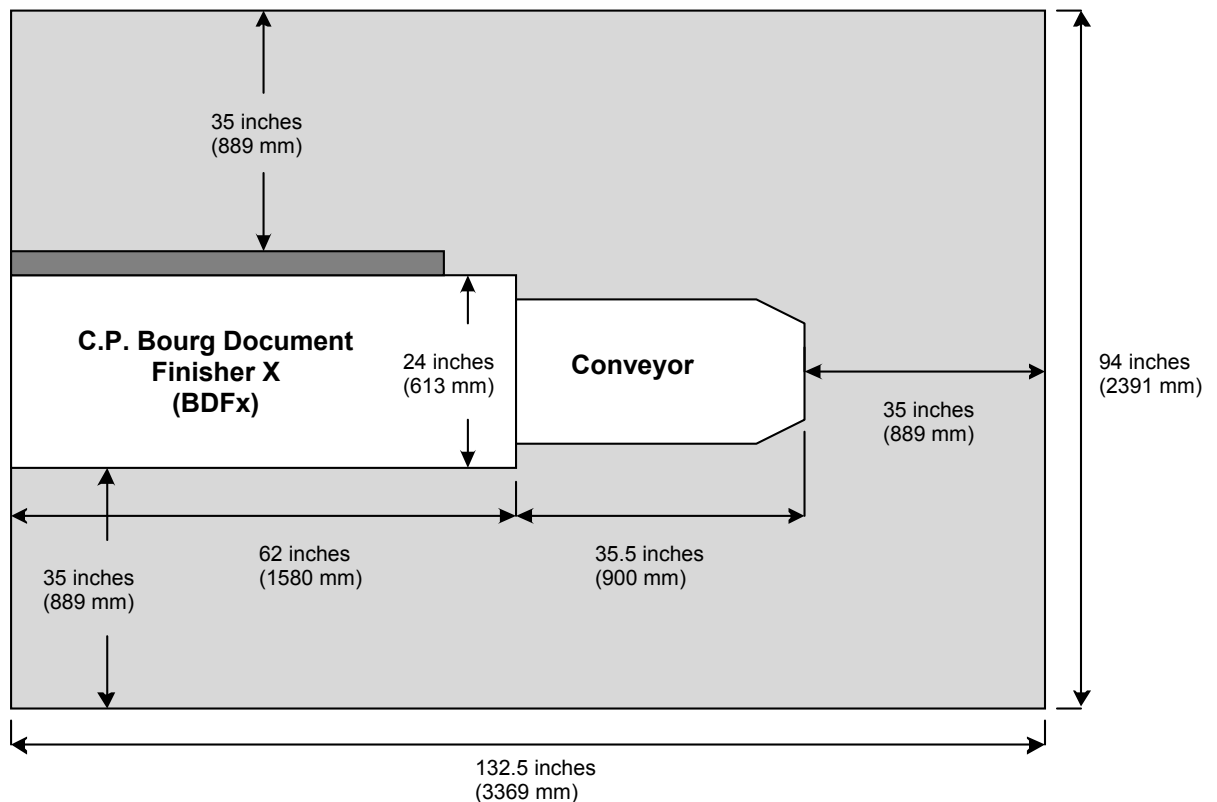 35 inches
(889 mm)
C.P. Bourg Document
Finisher X
(BDFx)
24 inches
(613 mm)
Conveyor
35 inches
(889 mm)
94 inches
(2391 mm)
62 inches
(1580 mm)
35.5 inches
(900 mm)
35 inches
(889 mm)
132.5 inches
(3369 mm)